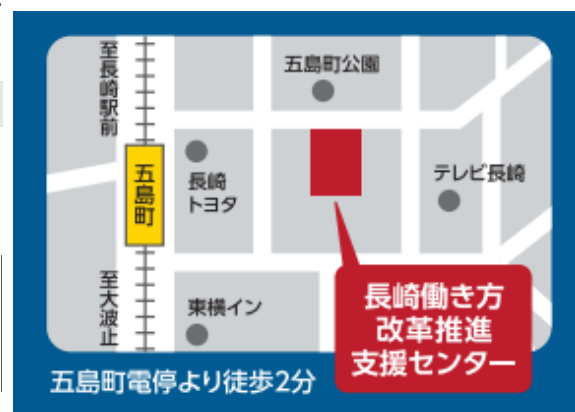 至長崎駅前
五島町公園
五島町
長崎
トヨタ
テレビ長崎
至大波止
東横イン
長崎働き方
改革推進
支援センター
五島町電停より徒歩2分